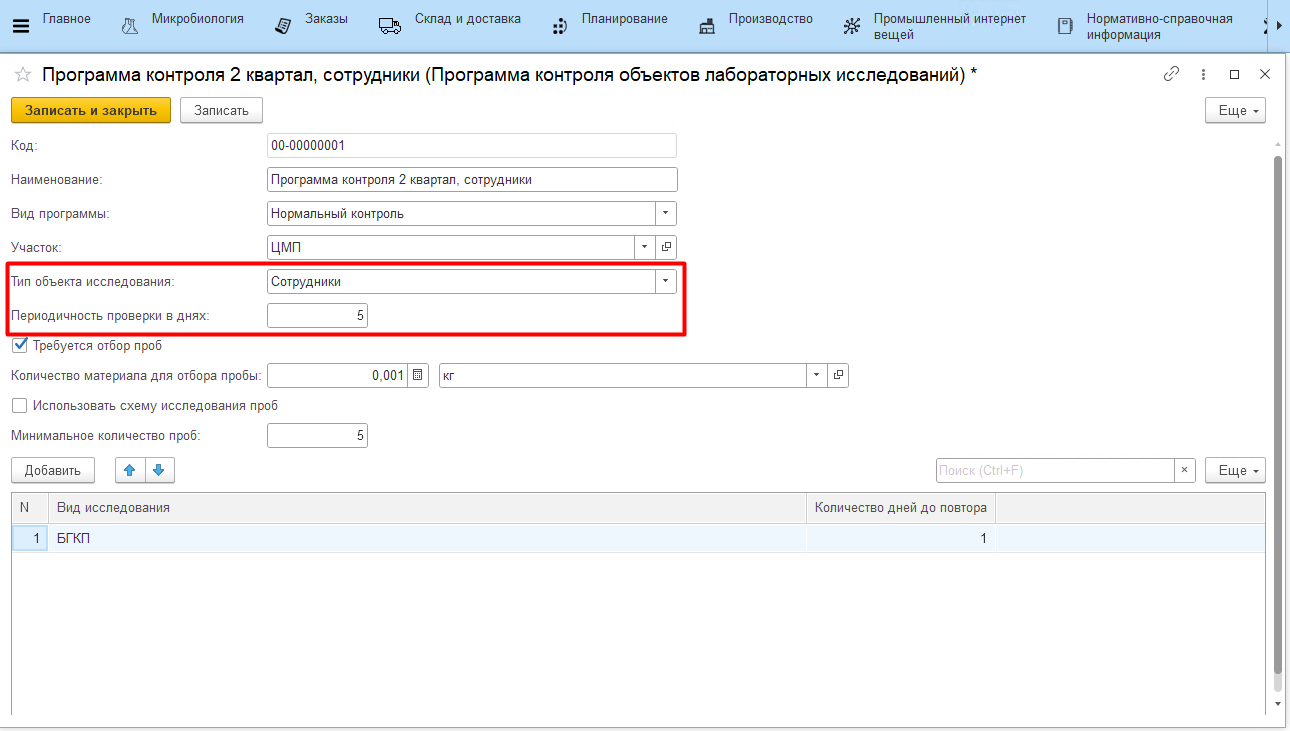 Главное
Микробиология
Заказы
Склад и доставка
Планирование
Производство
Промышленный интернет
вещей
Нормативно-справочная
информация
Программа контроля 2 квартал, сотрудники (Программа контроля объектов лабораторных исследований) *
Записать и закрыть
Записать
Еще
Код:
00-00000001
Наименование:
Программа контроля 2 квартал, сотрудники
Вид программы:
Нормальный контроль
Участок:
ЦМП
Тип объекта исследования:
Сотрудники
Периодичность проверки в днях:
5
Требуется отбор проб
Количество материала для отбора пробы:
0,001
кг
Использовать схему исследования проб
Минимальное количество проб:
5
Добавить
Поиск (Ctrl+F)
×
Еще
N
Вид исследования
Количество дней до повтора
1
БГКП
1